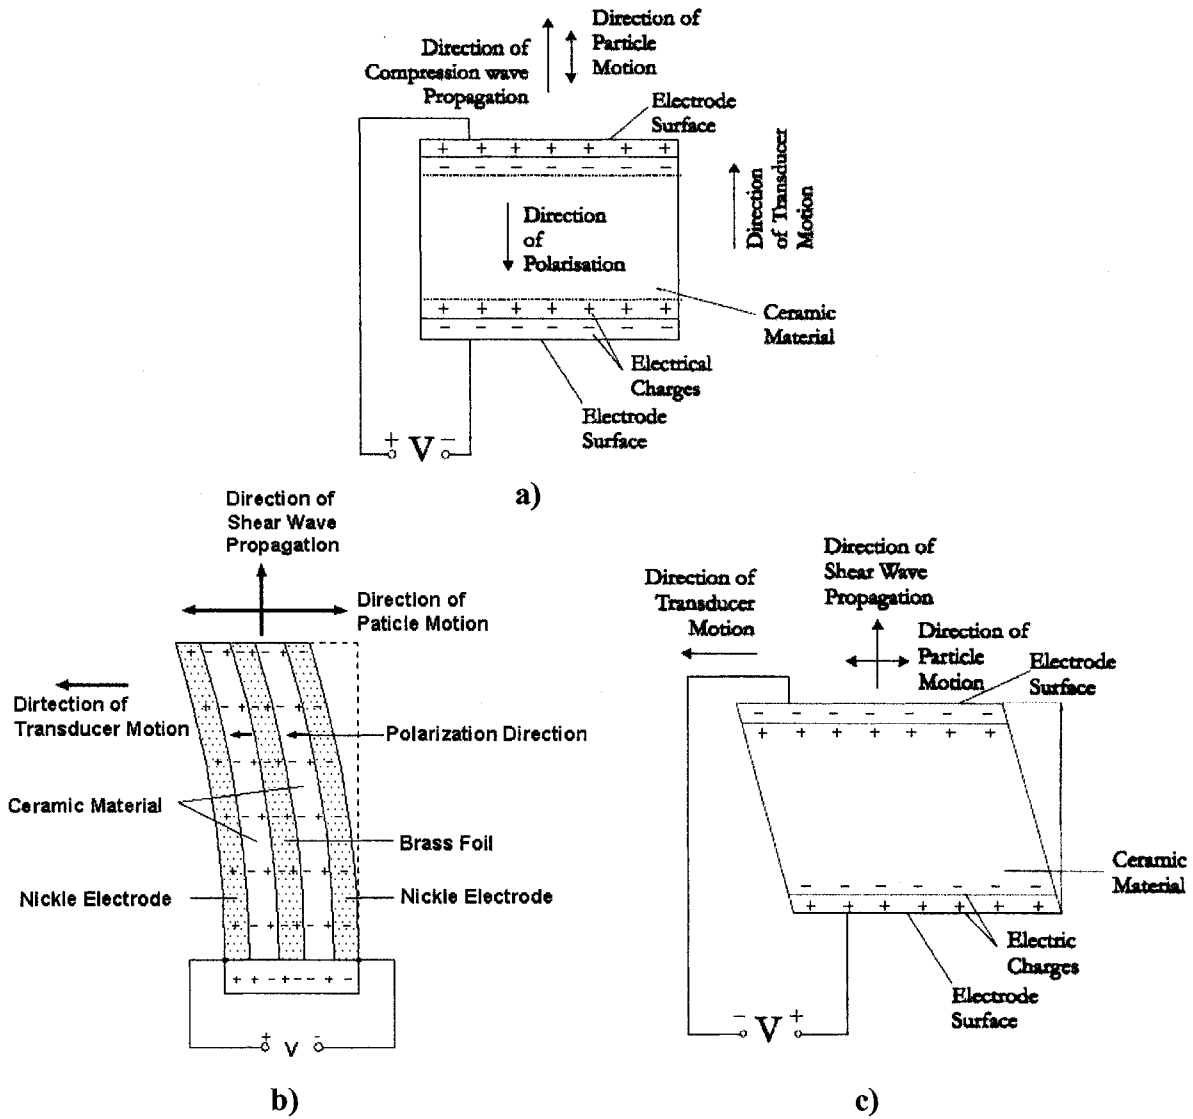 Direction of
Particle
Motion
Direction of
Compression wave
Propagation
Electrode
Surface
+ + + + + + +
− − − − − − −
Direction
of Transducer
Motion
Direction
of
Polarisation
+ + + + + + +
− − − − − − −
Ceramic
Material
Electrical
Charges
Electrode
Surface
+ V −
a)
Direction of
Shear Wave
Propagation
Direction of
Paticle Motion
Dirtection of
Transducer Motion
Polarization Direction
Ceramic Material
Brass Foil
Nickle Electrode
Nickle Electrode
+ + − − − +
+ V -
b)
Direction of
Shear Wave
Propagation
Direction of
Transducer
Motion
Direction of
Particle
Motion
Electrode
Surface
− − − − − − −
+ + + + + + +
Ceramic
Material
− − − − − −
+ + + + + + +
Electric
Charges
Electrode
Surface
− V +
c)